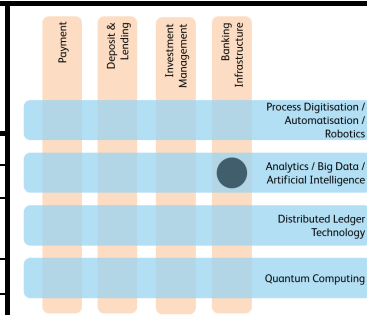 Payment
Deposit &
Lending
Investment
Management
Banking
Infrastructure
Process Digitisation /
Automatisation /
Robotics
Analytics / Big Data /
Artificial Intelligence
Distributed Ledger
Technology
Quantum Computing